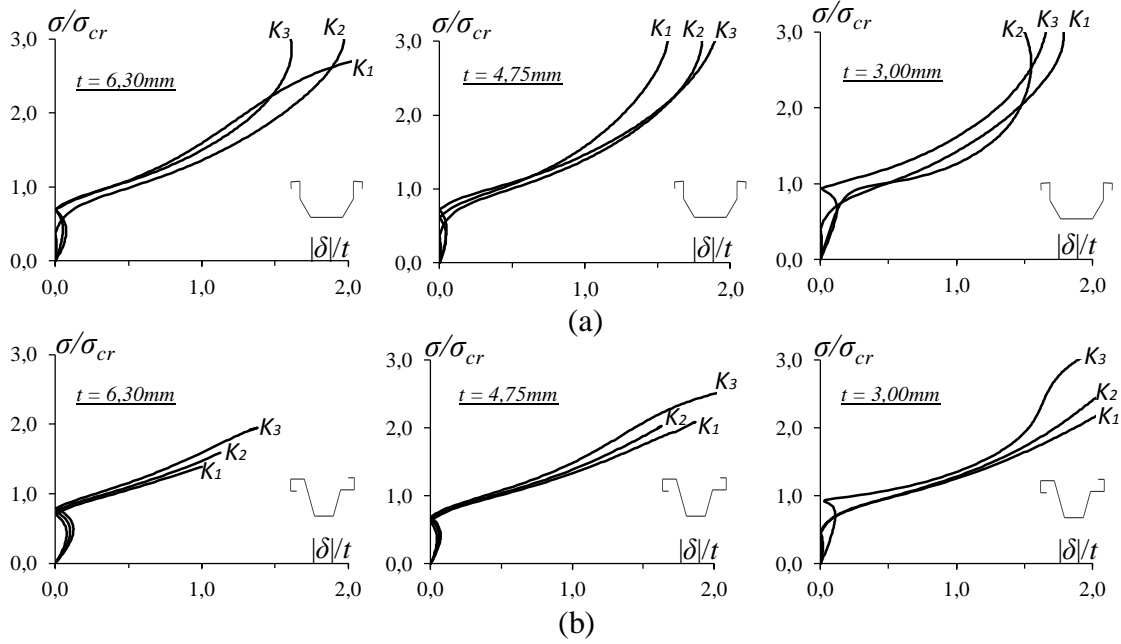 σ/σcr
3,0
2,0
1,0
0,0
t = 6,30mm
K3
K2
K1
|δ|/t
0,0 1,0 2,0
σ/σcr
3,0
2,0
1,0
0,0
t = 4,75mm
K1
K2
K3
|δ|/t
0,0 1,0 2,0
σ/σcr
3,0
2,0
1,0
0,0
t = 3,00mm
K2
K3
K1
|δ|/t
0,0 1,0 2,0
(a)
σ/σcr
3,0
2,0
1,0
0,0
t = 6,30mm
K3
K2
K1
|δ|/t
0,0 1,0 2,0
σ/σcr
3,0
2,0
1,0
0,0
t = 4,75mm
K3
K2
K1
|δ|/t
0,0 1,0 2,0
σ/σcr
3,0
2,0
1,0
0,0
t = 3,00mm
K3
K2
K1
|δ|/t
0,0 1,0 2,0
(b)